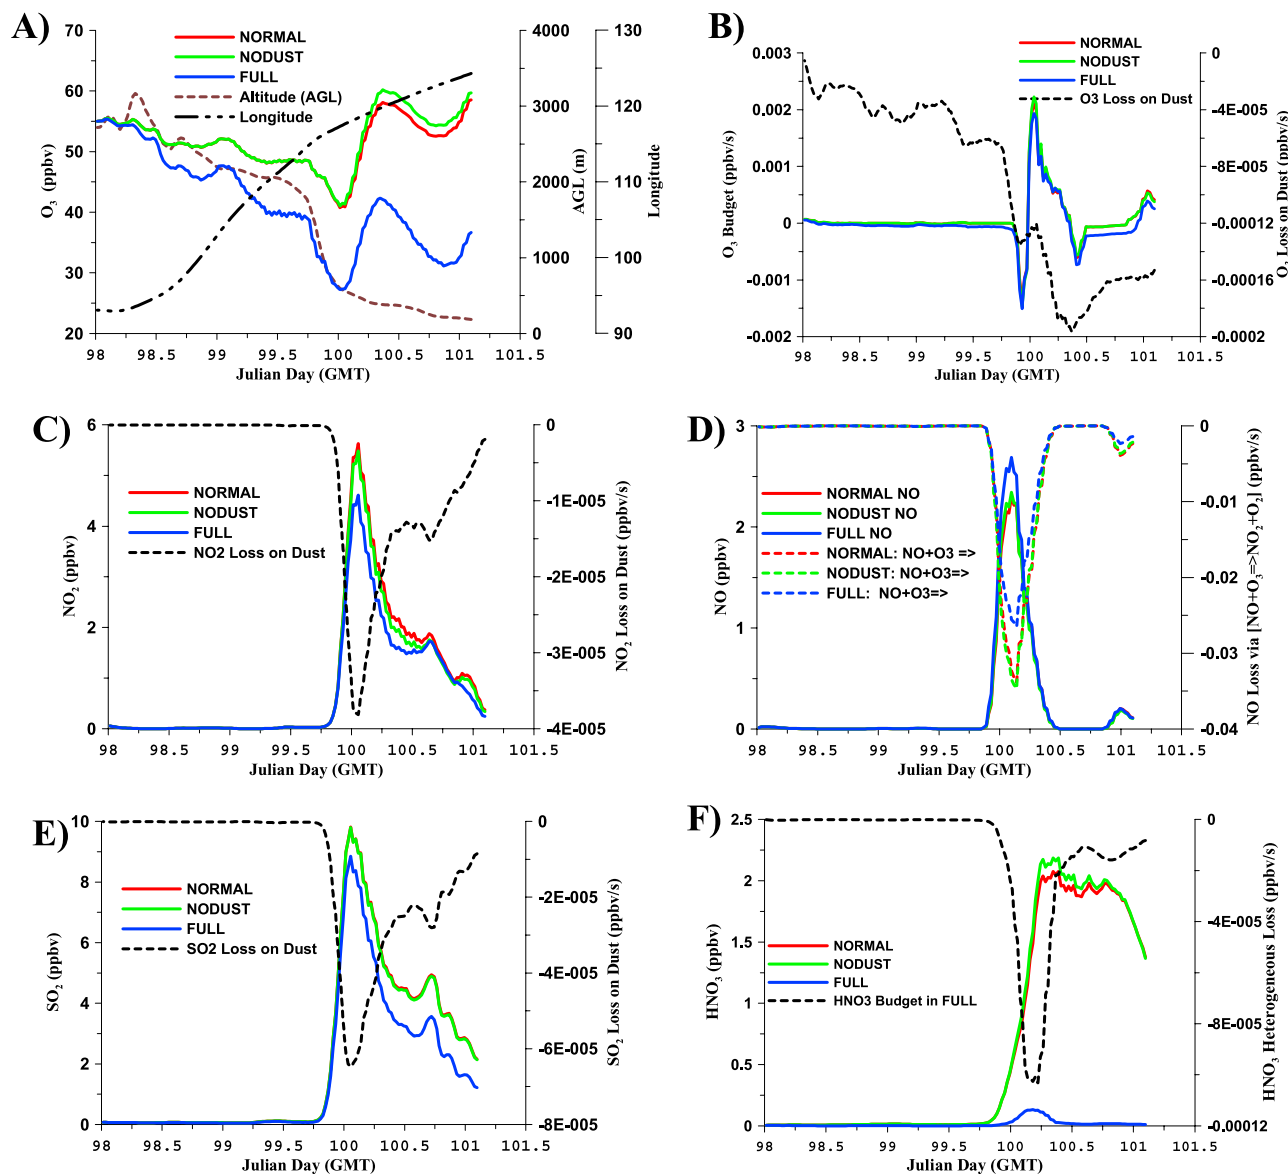 A)
NORMAL
NODUST
FULL
Altitude (AGL)
Longitude
70
60
50
40
30
20
O3 (ppbv)
4000
3000
2000
1000
0
AGL (m)
130
120
110
100
90
Longitude
98 98.5 99 99.5 100 100.5 101 101.5
Julian Day (GMT)
B)
NORMAL
NODUST
FULL
O3 Loss on Dust
0.003
0.002
0.001
0
-0.001
-0.002
O3 Budget (ppbv/s)
0
-4E-005
-8E-005
-0.00012
-0.00016
-0.0002
O3 Loss on Dust (ppbv/s)
98 98.5 99 99.5 100 100.5 101 101.5
Julian Day (GMT)
C)
NORMAL
NODUST
FULL
NO2 Loss on Dust
6
4
2
0
NO2 (ppbv)
0
-1E-005
-2E-005
-3E-005
-4E-005
NO2 Loss on Dust (ppbv/s)
98 98.5 99 99.5 100 100.5 101 101.5
Julian Day (GMT)
D)
NORMAL NO
NODUST NO
FULL NO
NORMAL: NO+O3 =>
NODUST: NO+O3=>
FULL: NO+O3=>
3
2
1
0
NO (ppbv)
0
-0.01
-0.02
-0.03
-0.04
NO Loss via [NO+O3=>NO2+O2] (ppbv/s)
98 98.5 99 99.5 100 100.5 101 101.5
Julian Day (GMT)
E)
NORMAL
NODUST
FULL
SO2 Loss on Dust
10
8
6
4
2
0
SO2 (ppbv)
0
-2E-005
-4E-005
-6E-005
-8E-005
SO2 Loss on Dust (ppbv/s)
98 98.5 99 99.5 100 100.5 101 101.5
Julian Day (GMT)
F)
NORMAL
NODUST
FULL
HNO3 Budget in FULL
2.5
2
1.5
1
0.5
0
HNO3 (ppbv)
0
-4E-005
-8E-005
-0.00012
HNO3 Heterogeneous Loss (ppbv/s)
98 98.5 99 99.5 100 100.5 101 101.5
Julian Day (GMT)